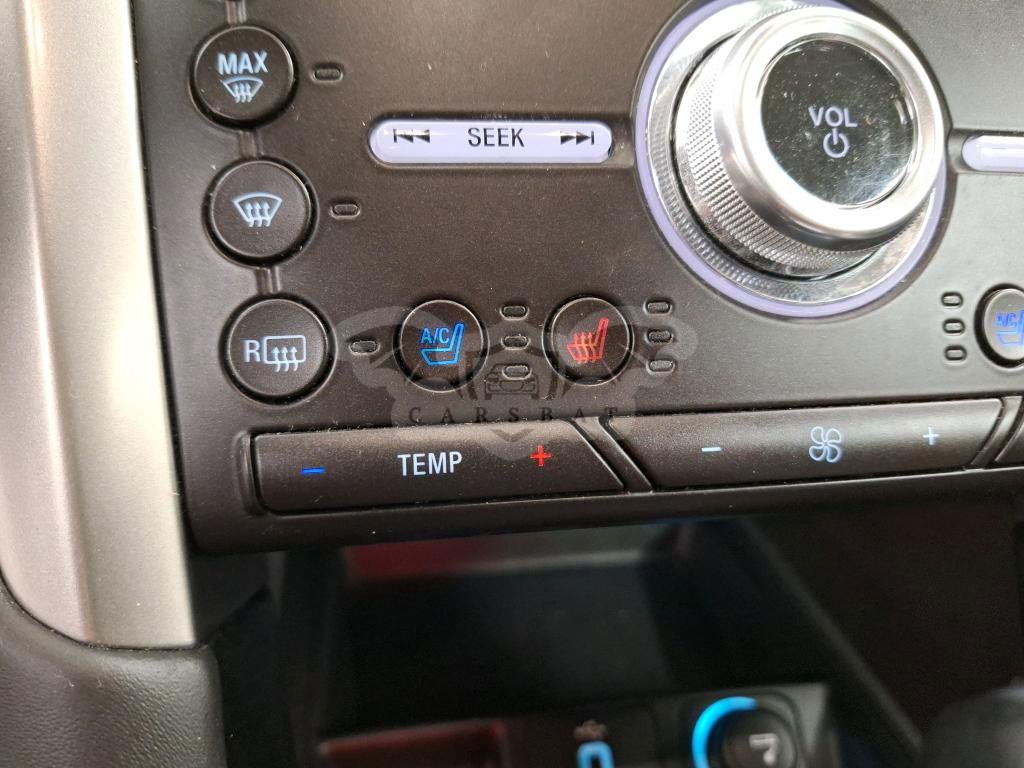 MAX
SEEK
VOL
R
A/C
A/C
CARSBAT
- TEMP +
- +